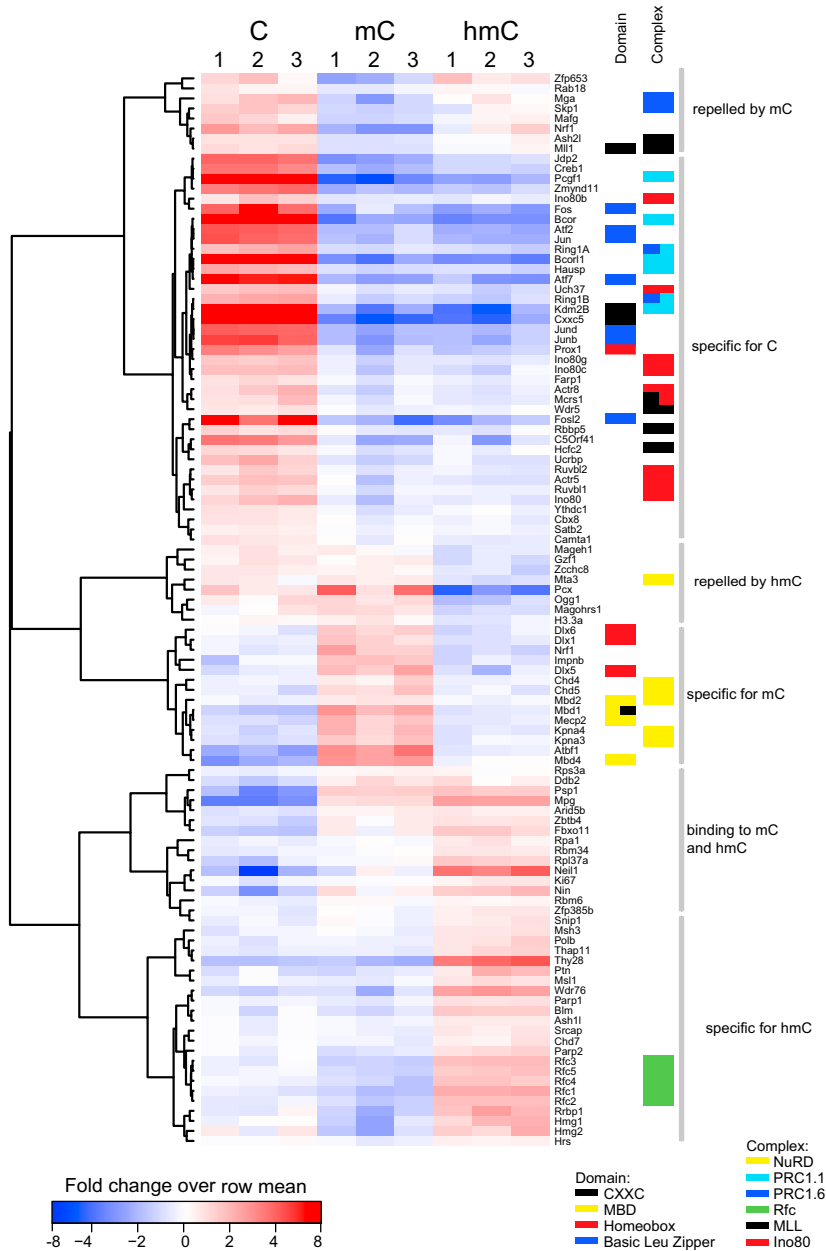 C mC hmC
1 2 3 1 2 3 1 2 3
Domain
Complex
Zfp653
Rab18
Mga
Skp1
Mafg
Nrf1
Ash2l
Mll1
Jdp2
Creb1
Pcgf1
Zmynd11
Ino80b
Fos
Bcor
Atf2
Jun
Ring1A
Bcorl1
Hausp
Atf7
Uch37
Ring1B
Kdm2B
Cxxc5
Jund
Junb
Prox1
Ino80g
Ino80c
Farp1
Actr8
Mcrs1
Wdr5
Fosl2
Rbbp5
C5Orf41
Hcfc2
Ucrbp
Ruvbl2
Actr5
Ruvbl1
Ino80
Ythdc1
Cbx8
Satb2
Camta1
Mageh1
Gzf1
Zcchc8
Mta3
Pcx
Ogg1
Magohrs1
H3.3a
Dlx6
Dlx1
Nrf1
Impnb
Dlx5
Chd4
Chd5
Mbd2
Mbd1
Mecp2
Kpna4
Kpna3
Atbf1
Mbd4
Rps3a
Ddb2
Psp1
Mpg
Arid5b
Zbtb4
Fbxo11
Rpa1
Rbm34
Rpl37a
Neil1
Ki67
Nin
Rbm6
Zfp385b
Snip1
Msh3
Polb
Thap11
Thy28
Ptn
Msl1
Wdr76
Parp1
Blm
Ash1l
Srcap
Chd7
Parp2
Rfc3
Rfc5
Rfc4
Rfc1
Rfc2
Rrbp1
Hmg1
Hmg2
Hrs
repelled by mC
specific for C
repelled by hmC
specific for mC
binding to mC
and hmC
specific for hmC
Fold change over row mean
-8 −4 −2 0 2 4 8
Domain:
CXXC
MBD
Homeobox
Basic Leu Zipper
Complex:
NuRD
PRC1.1
PRC1.6
Rfc
MLL
Ino80